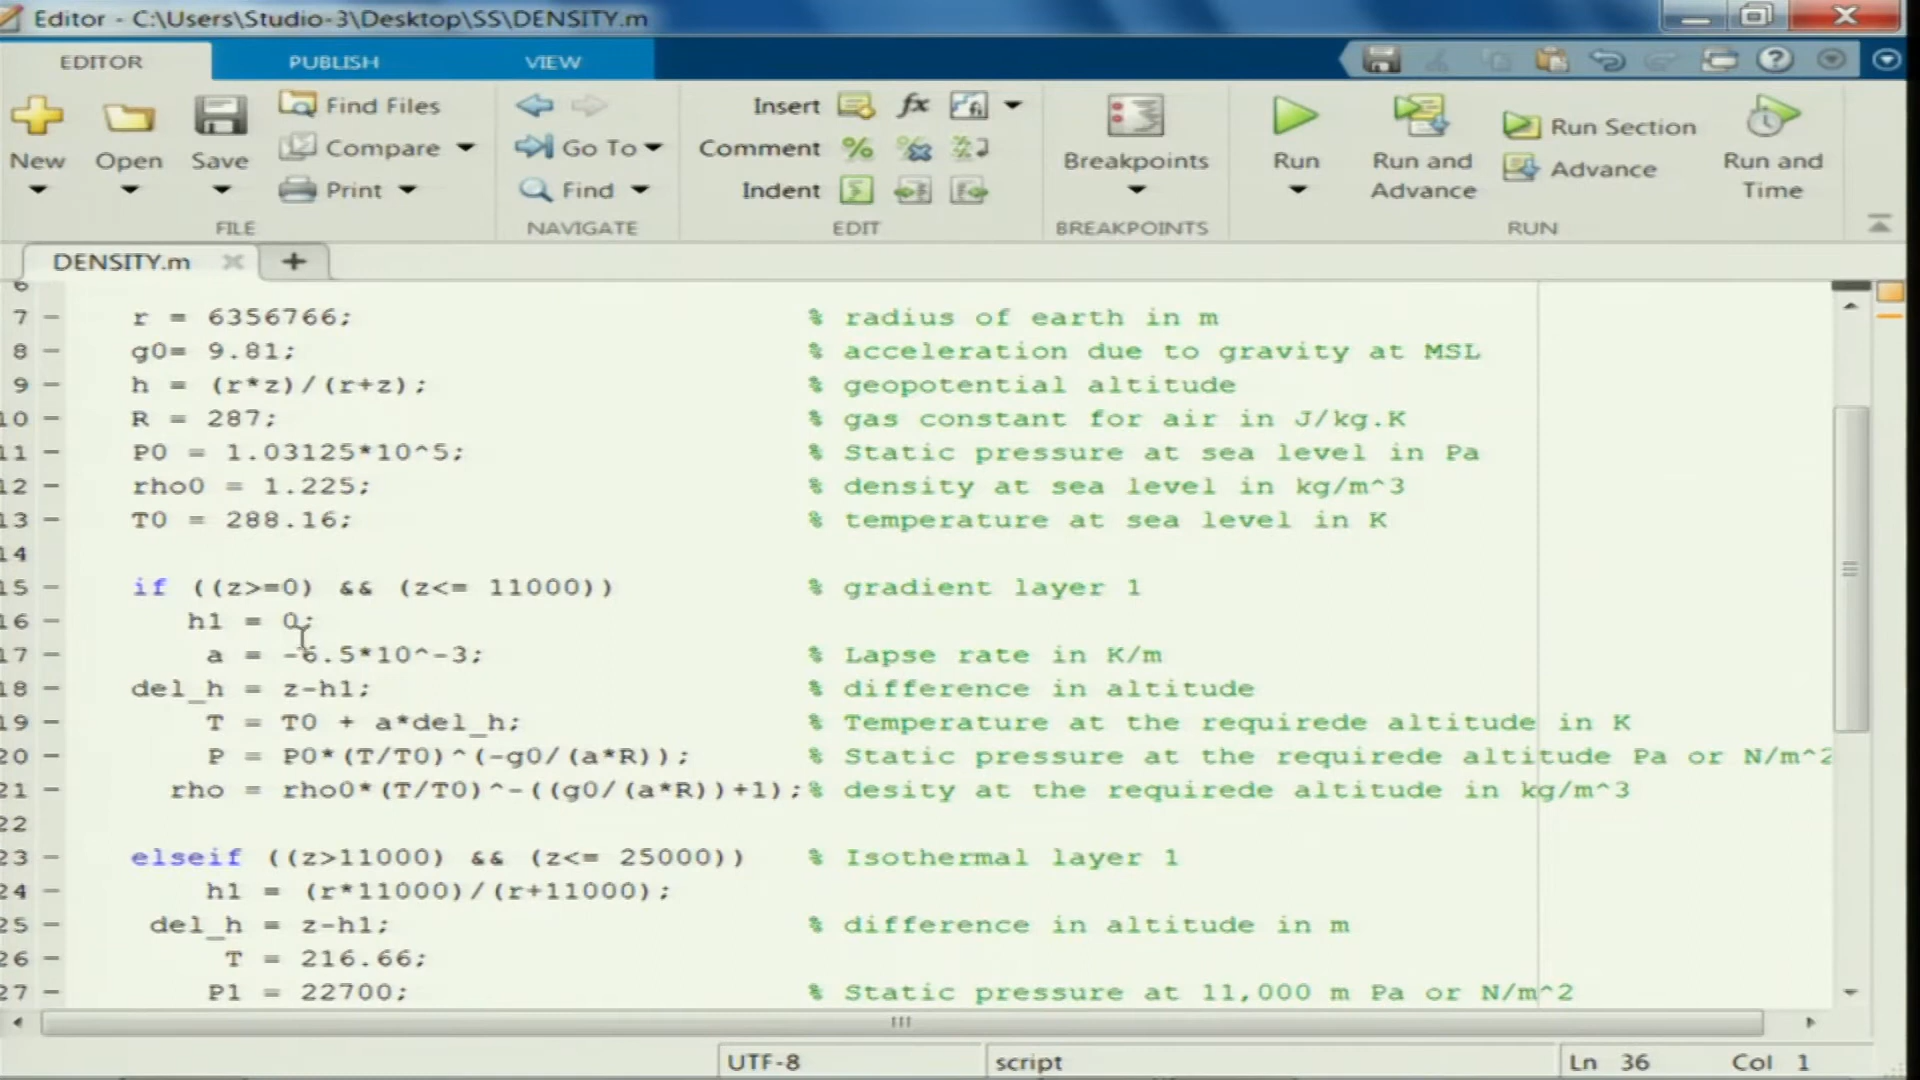 Editor - C:\Users\Studio-3\Desktop\SS\DENSITY.m
EDITOR PUBLISH VIEW
New Open Save Find Files Compare Print
FILE
Go To Find
NAVIGATE
Insert fx
Comment
Indent
EDIT
Breakpoints
BREAKPOINTS
Run Run and Advance Run Section Advance Run and Time
RUN
DENSITY.m
6
7 r = 6356766; % radius of earth in m
8 g0= 9.81; % acceleration due to gravity at MSL
9 h = (r*z)/(r+z); % geopotential altitude
10 R = 287; % gas constant for air in J/kg.K
11 P0 = 1.03125*10^5; % Static pressure at sea level in Pa
12 rho0 = 1.225; % density at sea level in kg/m^3
13 T0 = 288.16; % temperature at sea level in K
14
15 if ((z>=0) && (z<= 11000)) % gradient layer 1
16 h1 = 0;
17 a = -6.5*10^-3; % Lapse rate in K/m
18 del_h = z-h1; % difference in altitude
19 T = T0 + a*del_h; % Temperature at the requirede altitude in K
20 P = P0*(T/T0)^(-g0/(a*R)); % Static pressure at the requirede altitude Pa or N/m^2
21 rho = rho0*(T/T0)^-((g0/(a*R))+1);% desity at the requirede altitude in kg/m^3
22
23 elseif ((z>11000) && (z<= 25000)) % Isothermal layer 1
24 h1 = (r*11000)/(r+11000);
25 del_h = z-h1; % difference in altitude in m
26 T = 216.66;
27 P1 = 22700; % Static pressure at 11,000 m Pa or N/m^2
UTF-8 script Ln 36 Col 1